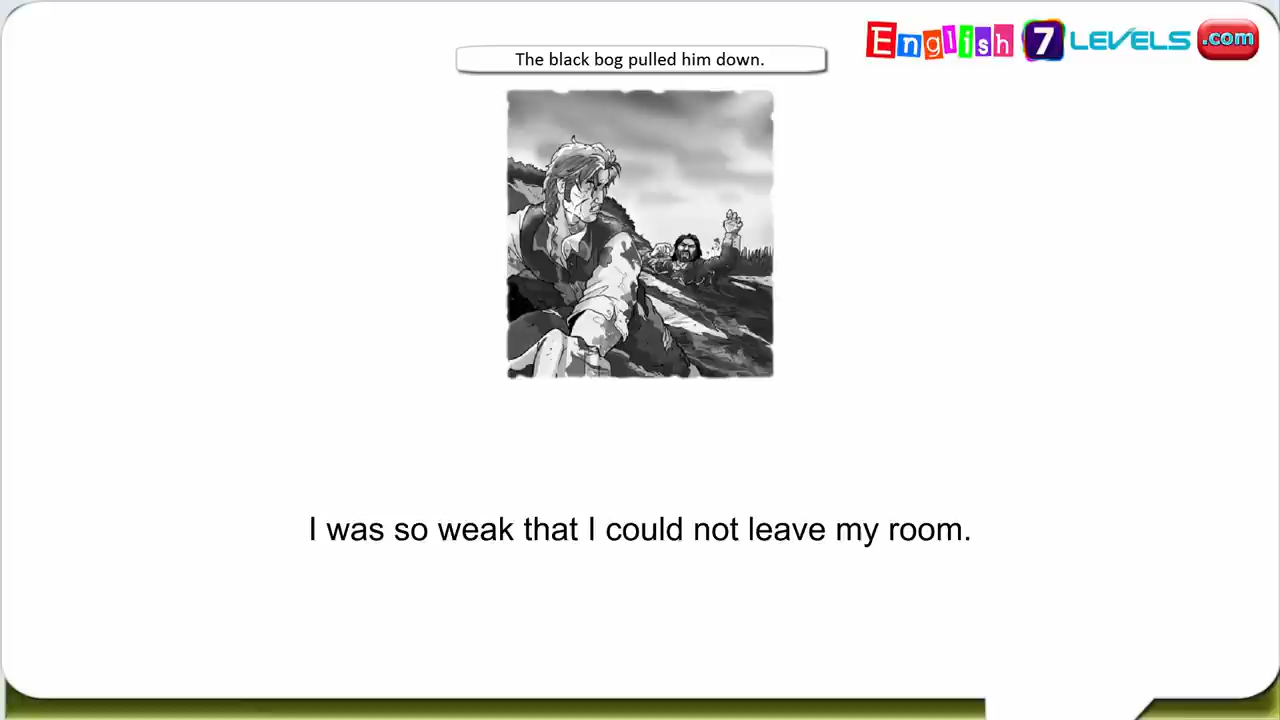 English 7 LEVELS .com
The black bog pulled him down.
I was so weak that I could not leave my room.